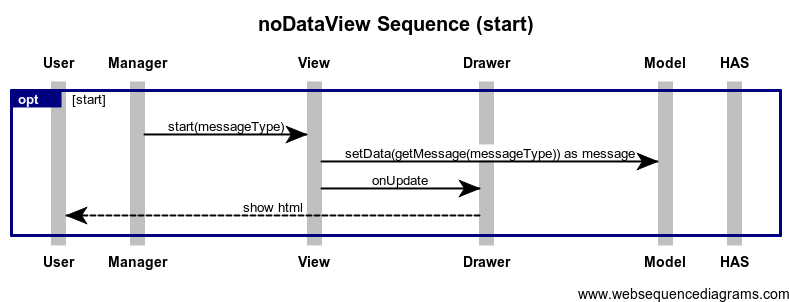 noDataView Sequence (start)
User Manager View Drawer Model HAS
opt [start]
start(messageType)
setData(getMessage(messageType)) as message
onUpdate
show html
User Manager View Drawer Model HAS
www.websequencediagrams.com